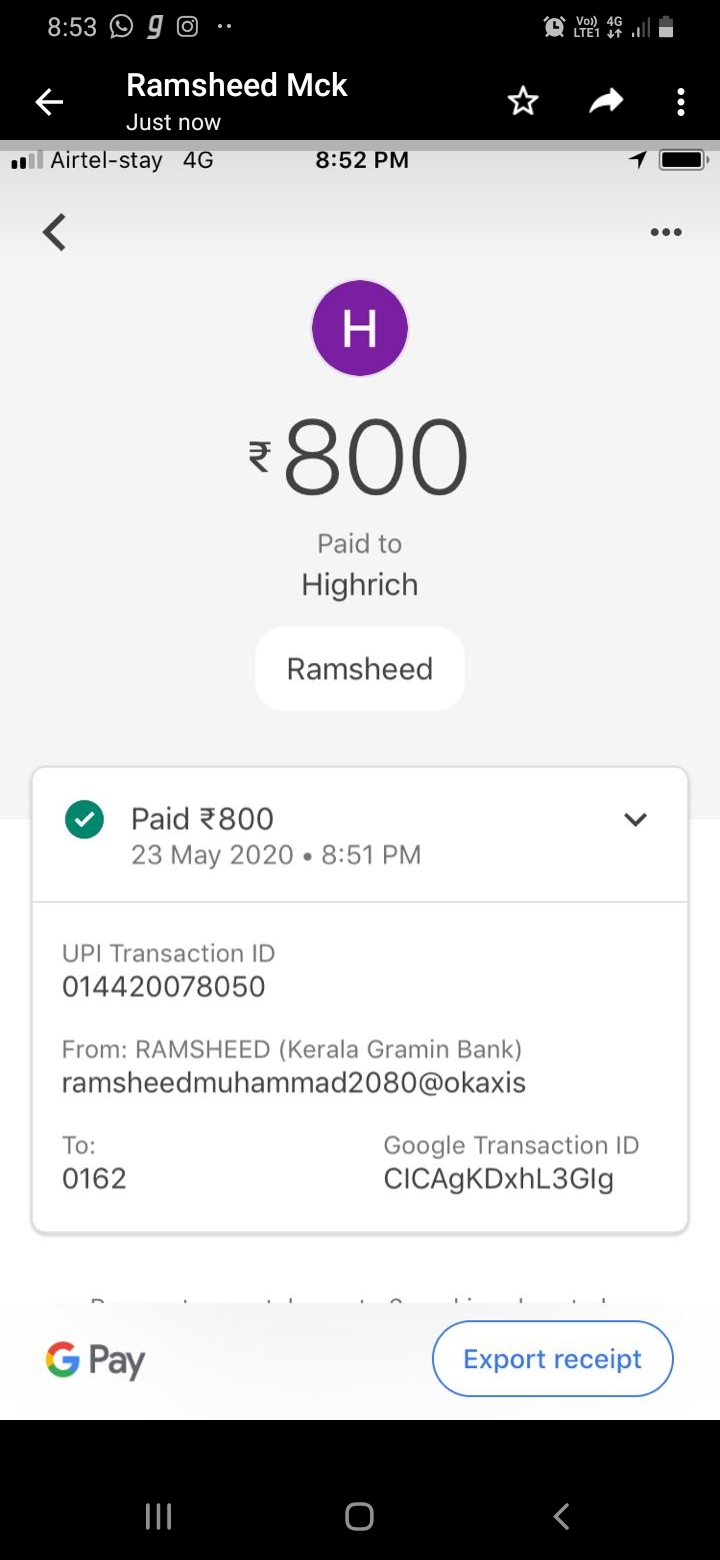 8:53
Vo)) 4G
LTE1
Ramsheed Mck
Just now
Airtel-stay 4G 8:52 PM
H
₹800
Paid to
Highrich
Ramsheed
Paid ₹800
23 May 2020 • 8:51 PM
UPI Transaction ID
014420078050
From: RAMSHEED (Kerala Gramin Bank)
ramsheedmuhammad2080@okaxis
To: Google Transaction ID
0162 CICAgKDxhL3GIg
G Pay Export receipt